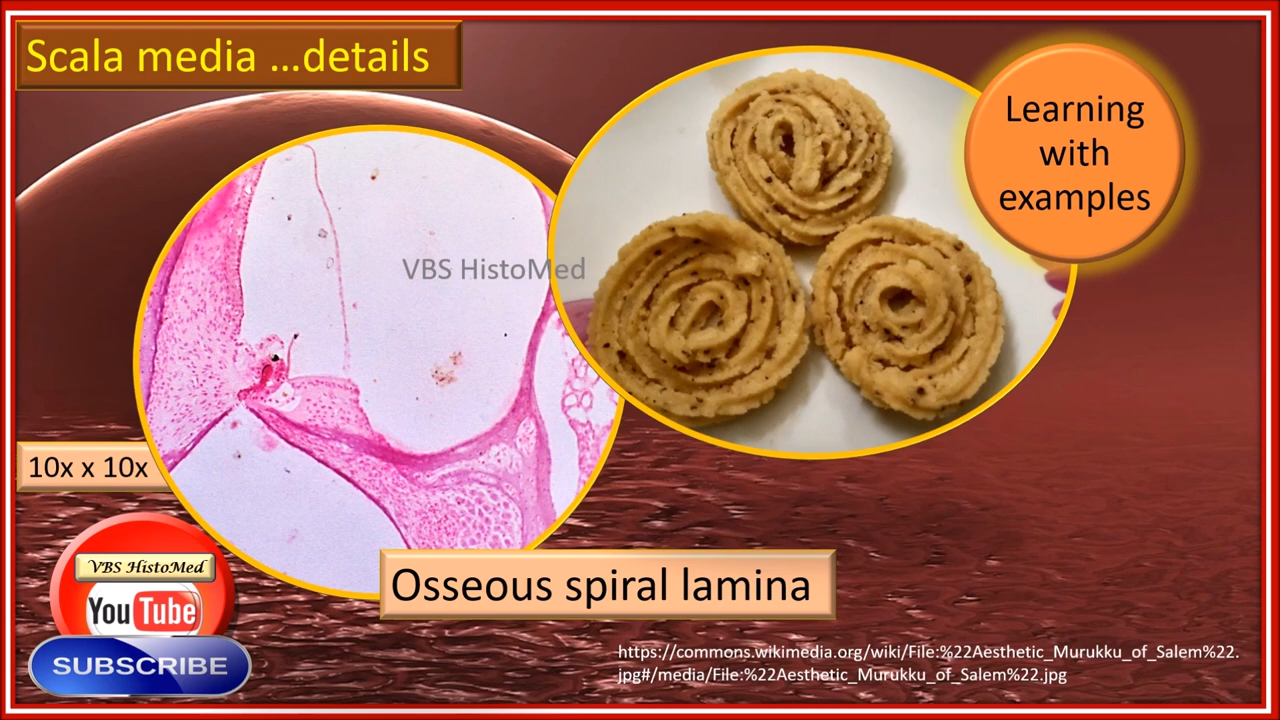 Scala media ...details
Learning
with
examples
VBS HistoMed
10x x 10x
VBS HistoMed
YouTube
SUBSCRIBE
Osseous spiral lamina
https://commons.wikimedia.org/wiki/File:%22Aesthetic_Murukku_of_Salem%22.
jpg#/media/File:%22Aesthetic_Murukku_of_Salem%22.jpg